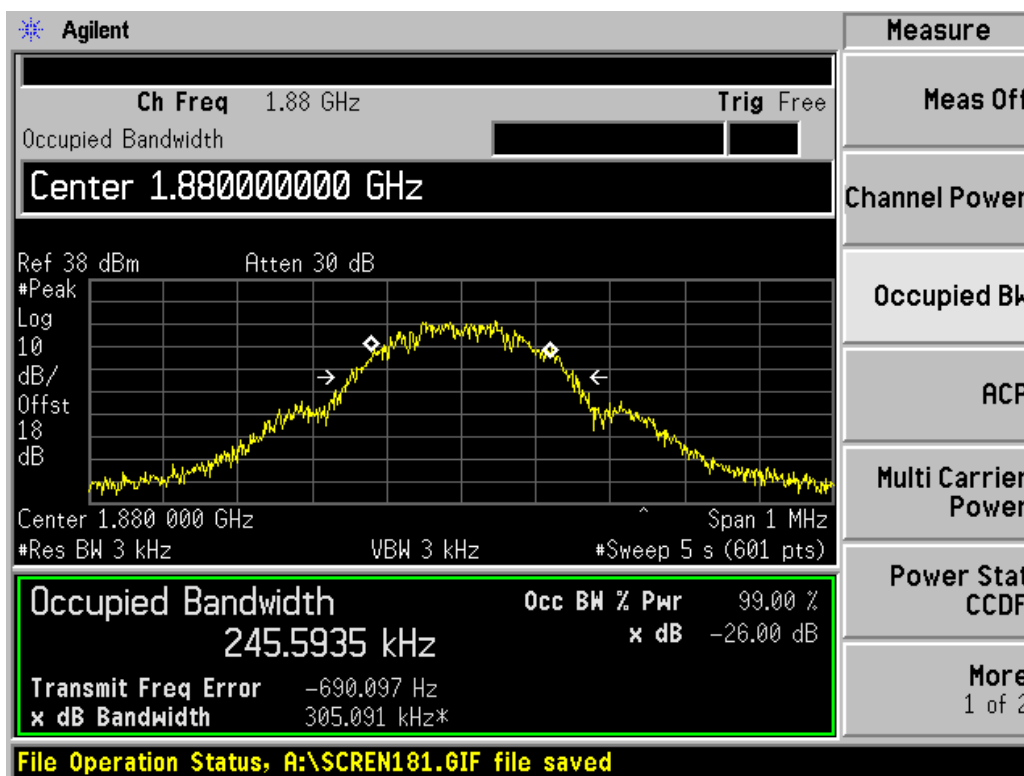 Agilent
Measure
Ch Freq 1.88 GHz
Trig Free
Occupied Bandwidth
Center 1.880000000 GHz
Ref 38 dBm
Atten 30 dB
#Peak
Log
10
dB/
Offst
18
dB
Center 1.880 000 GHz
^
Span 1 MHz
#Res BW 3 kHz
VBW 3 kHz
#Sweep 5 s (601 pts)
Occupied Bandwidth
245.5935 kHz
Occ BW % Pwr 99.00 %
x dB -26.00 dB
Transmit Freq Error -690.097 Hz
x dB Bandwidth 305.091 kHz*
Meas Off
Channel Power
Occupied BW
ACP
Multi Carrier
Power
Power Stat
CCDF
More
1 of 2
File Operation Status, A:\SCREN181.GIF file saved